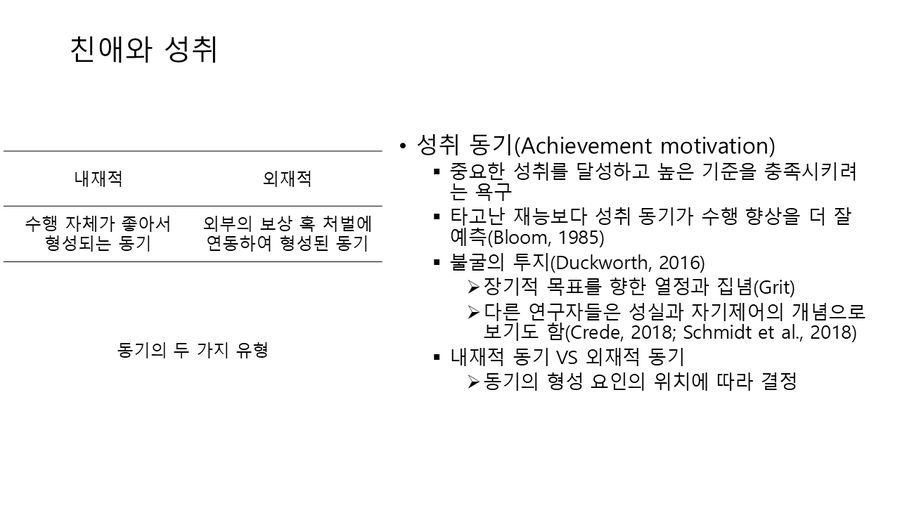 친애와 성취
내재적 외재적
수행 자체가 좋아서 외부의 보상 혹 처벌에
형성되는 동기 연동하여 형성된 동기
동기의 두 가지 유형
• 성취 동기(Achievement motivation)
▪ 중요한 성취를 달성하고 높은 기준을 충족시키려
는 욕구
▪ 타고난 재능보다 성취 동기가 수행 향상을 더 잘
예측(Bloom, 1985)
▪ 불굴의 투지(Duckworth, 2016)
➢장기적 목표를 향한 열정과 집념(Grit)
➢다른 연구자들은 성실과 자기제어의 개념으로
보기도 함(Crede, 2018; Schmidt et al., 2018)
▪ 내재적 동기 VS 외재적 동기
➢동기의 형성 요인의 위치에 따라 결정